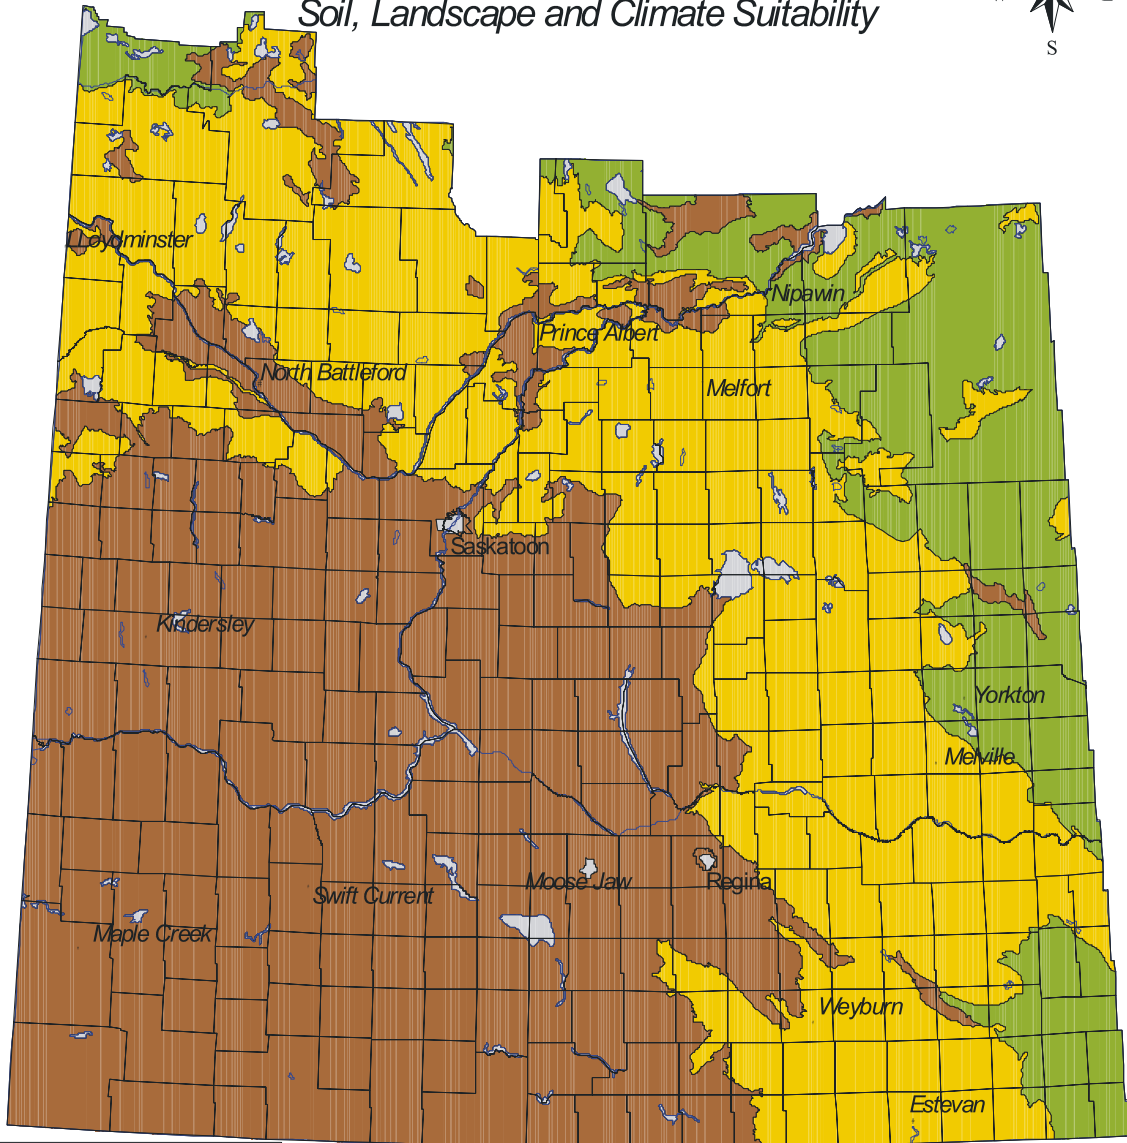 Soil, Landscape and Climate Suitability
S
LLoydminster
Nipawin
Prince Albert
North Battleford
Melfort
Saskatoon
Kindersley
Yorkton
Melville
Moose Jaw
Regina
Swift Current
Maple Creek
Weyburn
Estevan